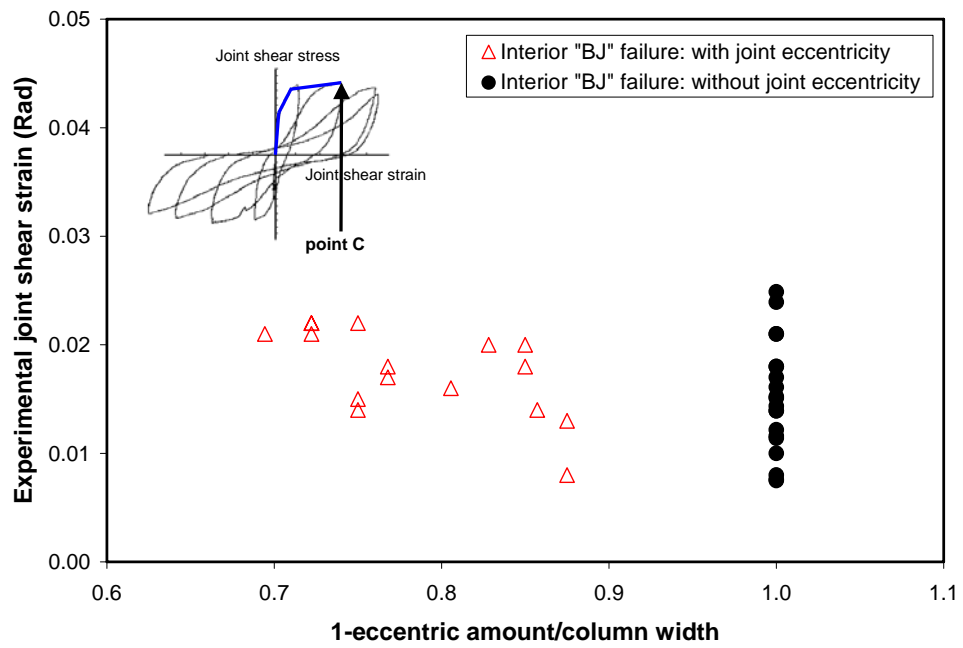 0.05
0.04
0.03
0.02
0.01
0.00
Experimental joint shear strain (Rad)
Joint shear stress
Joint shear strain
point C
Interior "BJ" failure: with joint eccentricity
Interior "BJ" failure: without joint eccentricity
0.6 0.7 0.8 0.9 1.0 1.1
1-eccentric amount/column width